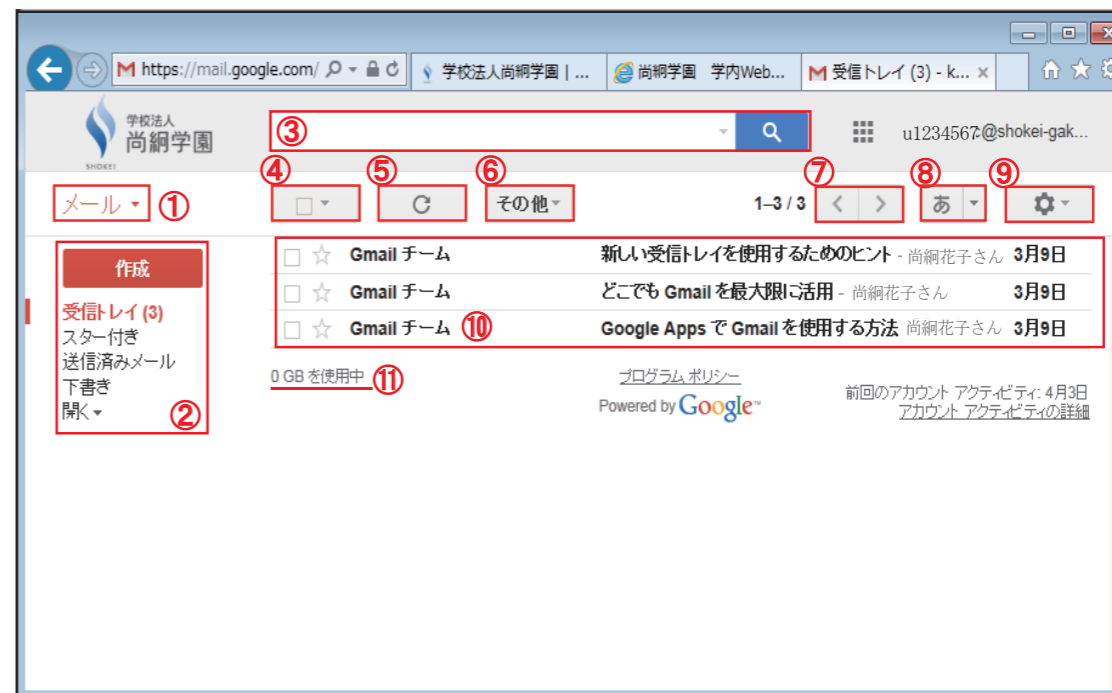 https://mail.google.com/
学校法人尚絅学園 | ...
尚絅学園 学内Web...
受信トレイ (3) - k...
学校法人
尚絅学園
SHOKEI
③
u1234567@shokei-gak...
④ ⑤ ⑥ ⑦ ⑧ ⑨
メール ①
その他
1–3 / 3
あ
作成
受信トレイ (3)
スター付き
送信済みメール
下書き
開く
②
Gmail チーム 新しい受信トレイを使用するためのヒント - 尚絅花子さん 3月9日
Gmail チーム どこでも Gmail を最大限に活用 - 尚絅花子さん 3月9日
Gmail チーム ⑩ Google Apps で Gmail を使用する方法 尚絅花子さん 3月9日
0 GB を使用中 ⑪
プログラム ポリシー
Powered by Google™
前回のアカウント アクティビティ: 4月3日
アカウント アクティビティの詳細